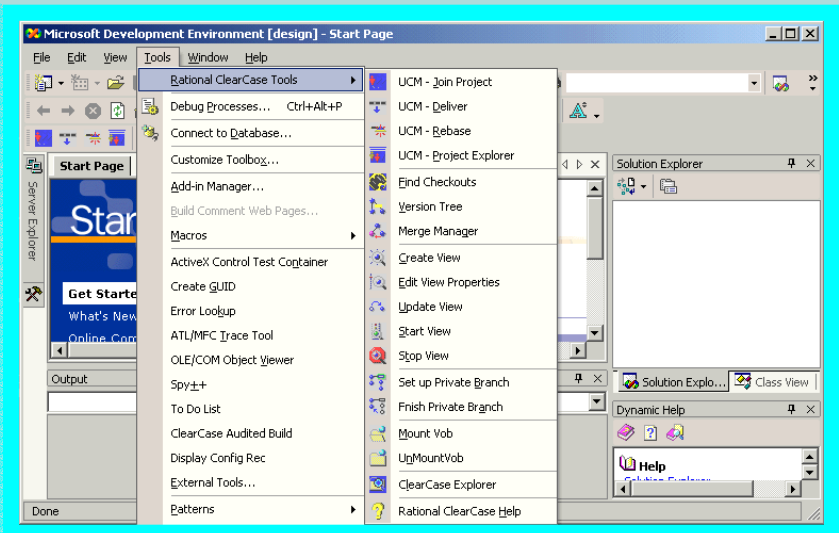 Microsoft Development Environment [design] - Start Page
File Edit View Tools Window Help
Rational ClearCase Tools
Debug Processes... Ctrl+Alt+P
Connect to Database...
Customize Toolbox...
Add-in Manager...
Build Comment Web Pages...
Macros
ActiveX Control Test Container
Create GUID
Error Lookup
ATL/MFC Trace Tool
OLE/COM Object Viewer
Spy++
To Do List
ClearCase Audited Build
Display Config Rec
External Tools...
Patterns
UCM - Join Project
UCM - Deliver
UCM - Rebase
UCM - Project Explorer
Find Checkouts
Version Tree
Merge Manager
Create View
Edit View Properties
Update View
Start View
Stop View
Set up Private Branch
Fnish Private Branch
Mount Vob
UnMountVob
ClearCase Explorer
Rational ClearCase Help
Server Explorer
Start Page
Star
Get Starte
What's New
Online Com
Output
Done
Solution Explorer
Solution Explo... Class View
Dynamic Help
Help